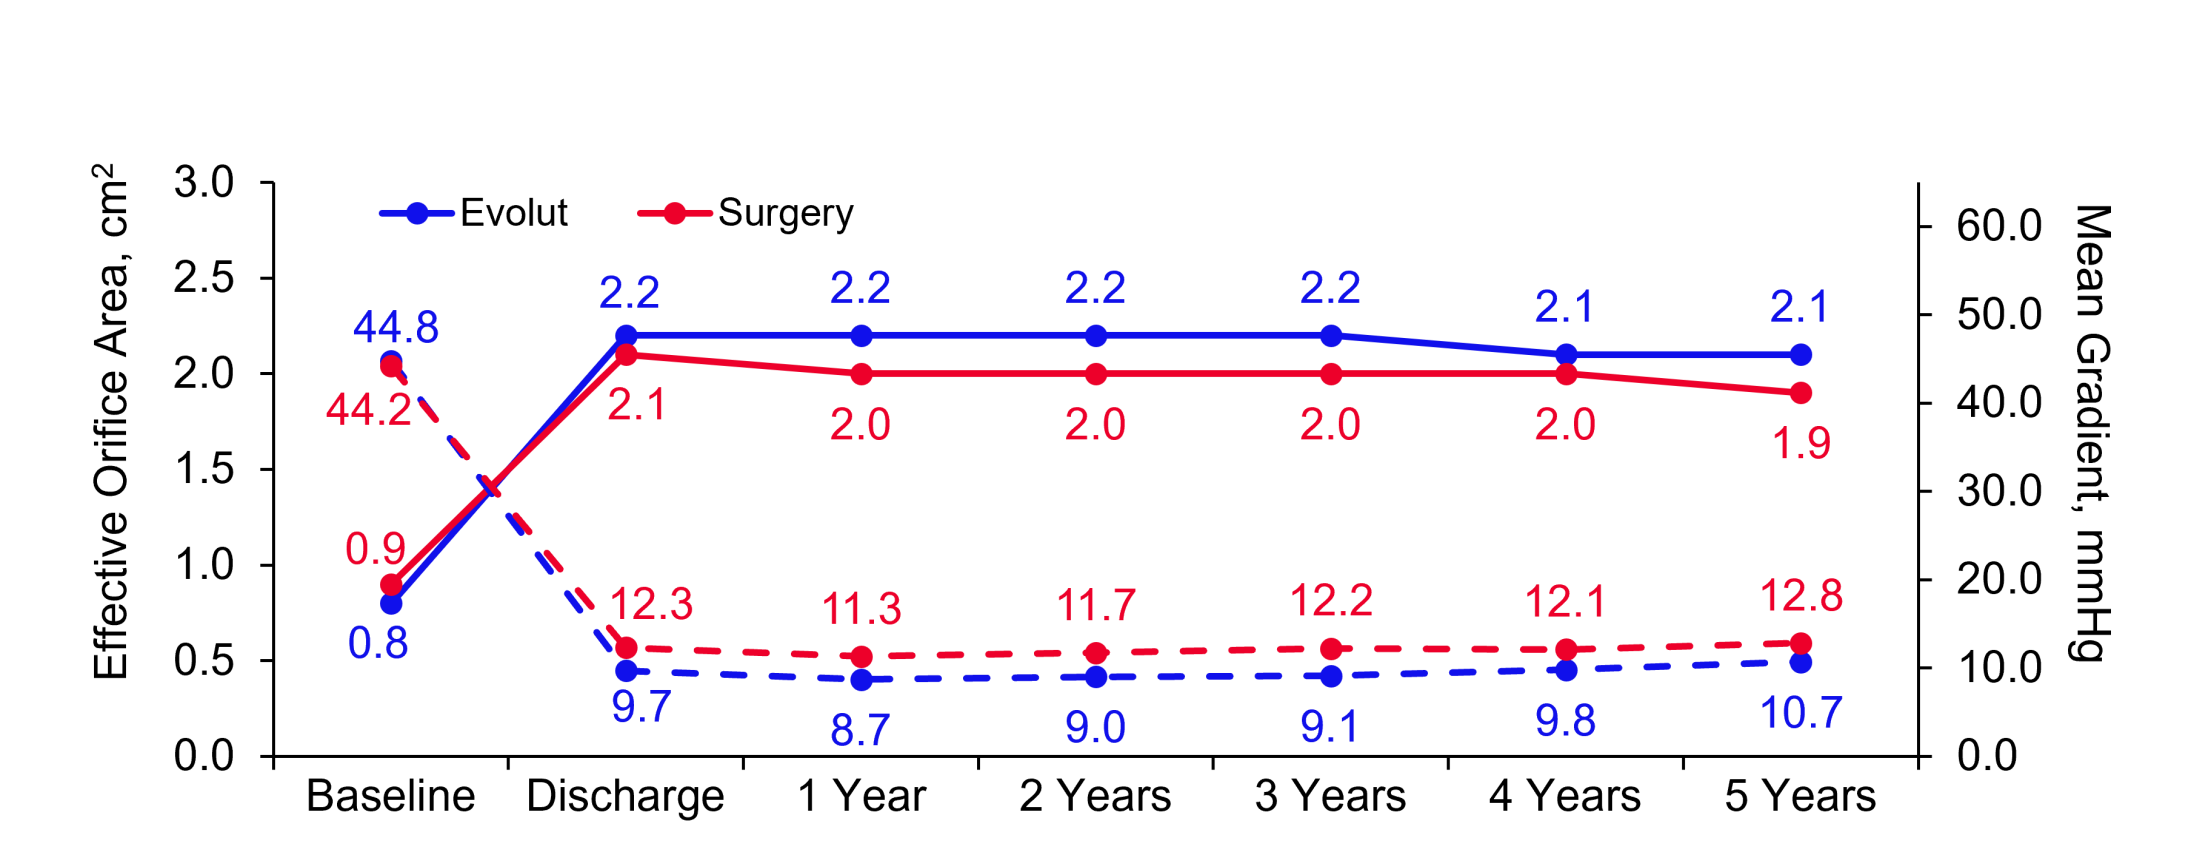 Effective Orifice Area, cm²
3.0
2.5
2.0
1.5
1.0
0.5
0.0
Evolut
Surgery
44.8
44.2
0.9
0.8
2.2 2.2 2.2 2.2 2.1 2.1
2.1 2.0 2.0 2.0 2.0 1.9
12.3 11.3 11.7 12.2 12.1 12.8
9.7 8.7 9.0 9.1 9.8 10.7
60.0
50.0
40.0
30.0
20.0
10.0
0.0
Mean Gradient, mmHg
Baseline Discharge 1 Year 2 Years 3 Years 4 Years 5 Years